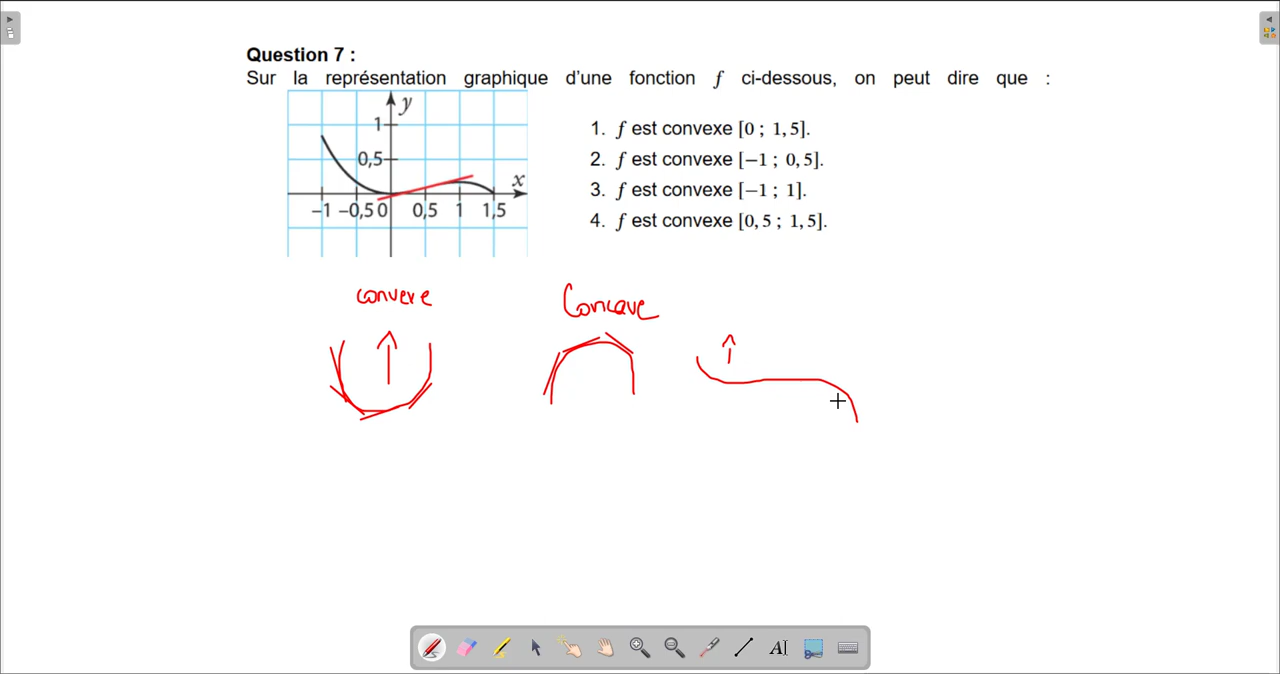 Question 7 :
Sur la représentation graphique d'une fonction f ci-dessous, on peut dire que :
y
1
0,5
x
−1 −0,5 0 0,5 1 1,5
1. f est convexe [0 ; 1, 5].
2. f est convexe [−1 ; 0, 5].
3. f est convexe [−1 ; 1].
4. f est convexe [0, 5 ; 1, 5].
convexe
Concave
AI